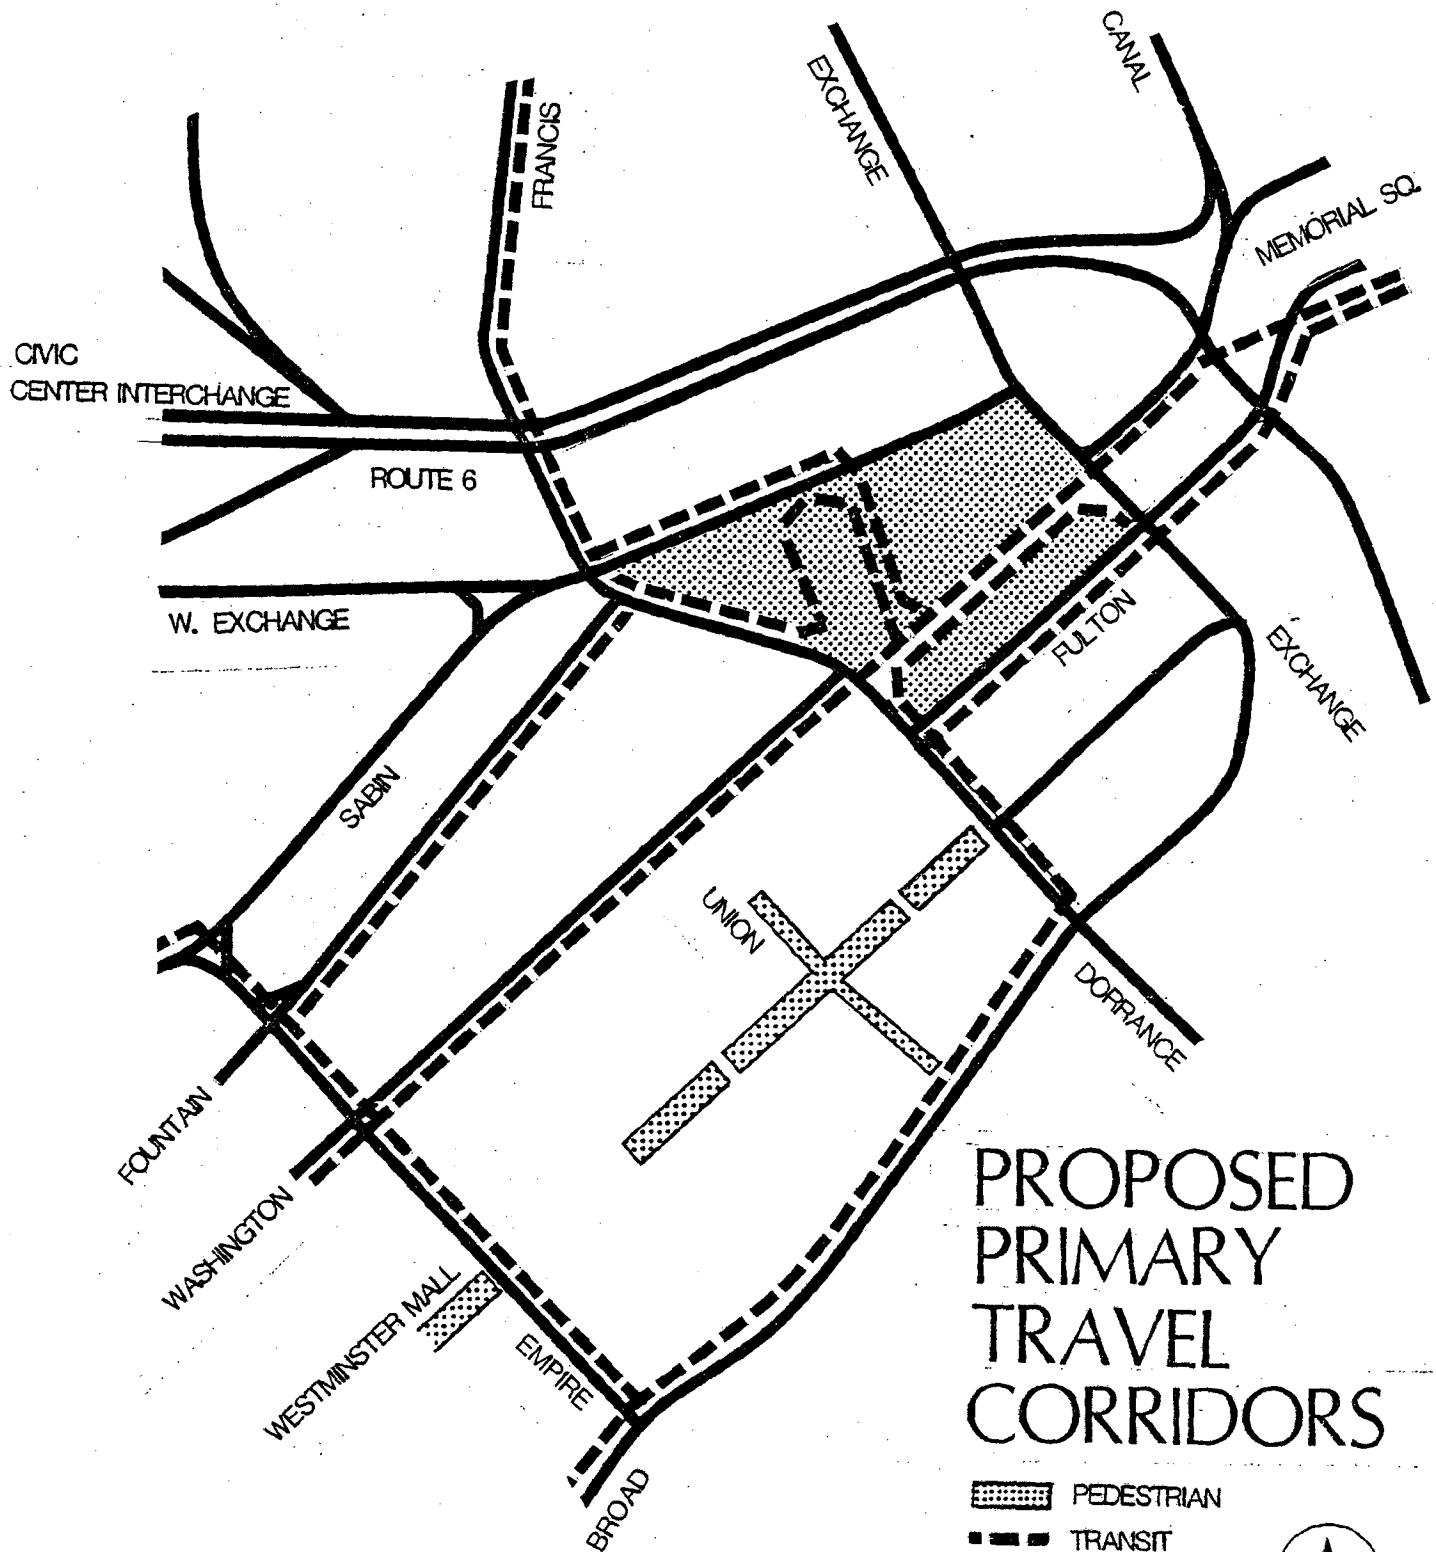 CANAL
EXCHANGE
FRANCIS
MEMORIAL SQ.
CIVIC
CENTER INTERCHANGE
ROUTE 6
W. EXCHANGE
FULTON
EXCHANGE
SABIN
UNION
DORRANCE
FOUNTAIN
WASHINGTON
WESTMINSTER MALL
EMPIRE
BROAD
PROPOSED
PRIMARY
TRAVEL
CORRIDORS
PEDESTRIAN
TRANSIT